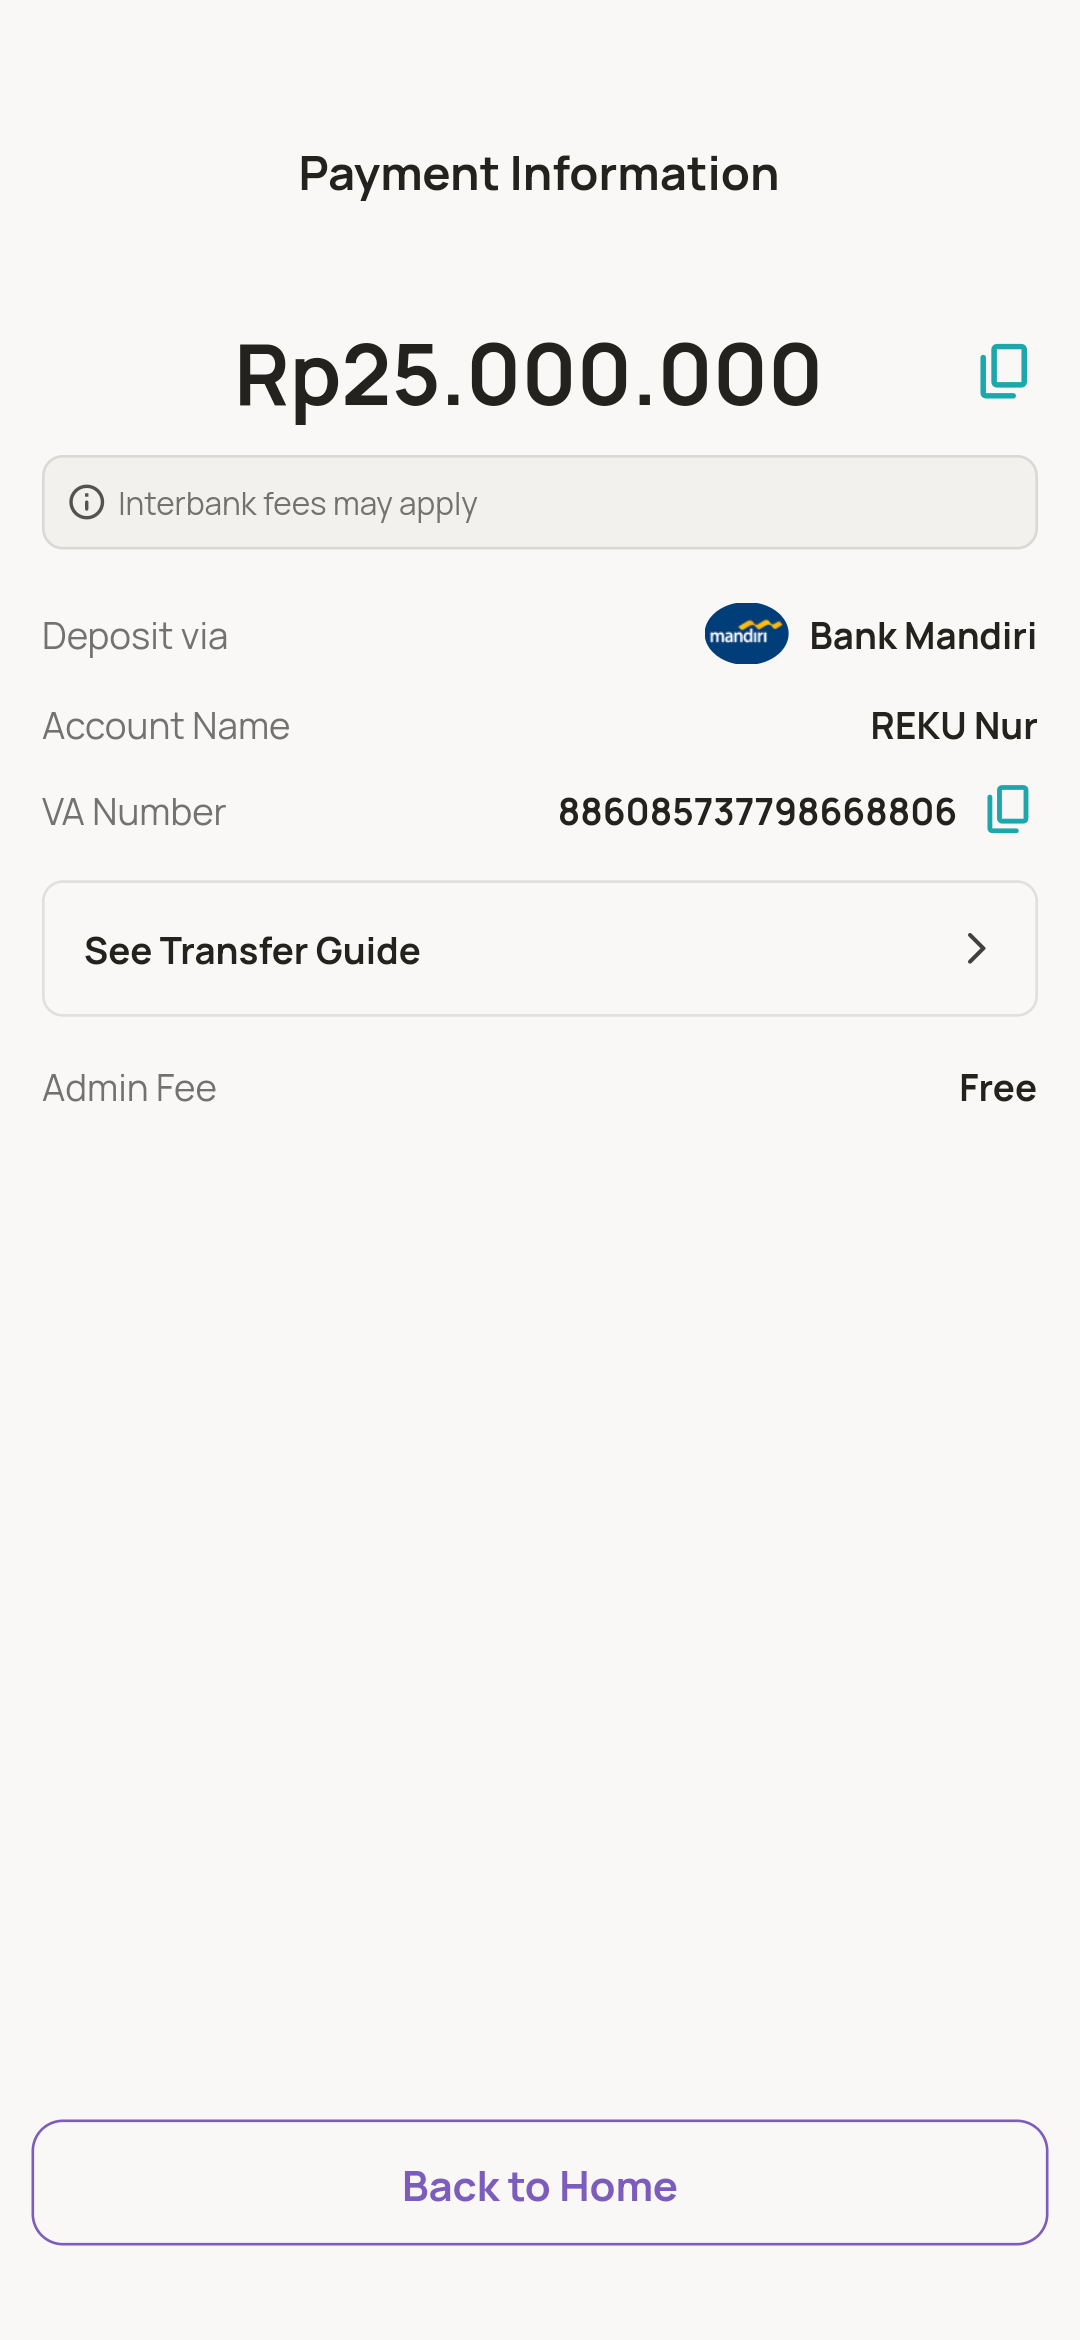 Payment Information
Rp25.000.000
Interbank fees may apply
Deposit via
mandırı Bank Mandiri
Account Name
REKU Nur
VA Number
886085737798668806
See Transfer Guide
Admin Fee
Free
Back to Home